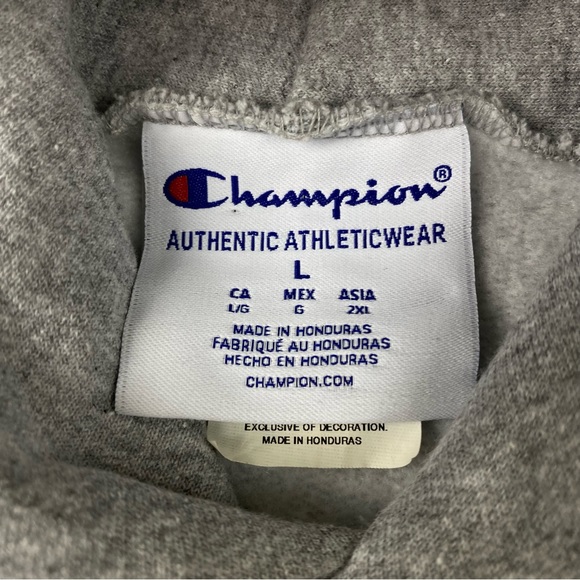 Champion®
AUTHENTIC ATHLETICWEAR
L
CA MEX ASIA
L/G G 2XL
MADE IN HONDURAS
FABRIQUÉ AU HONDURAS
HECHO EN HONDURAS
CHAMPION.COM
EXCLUSIVE OF DECORATION.
MADE IN HONDURAS